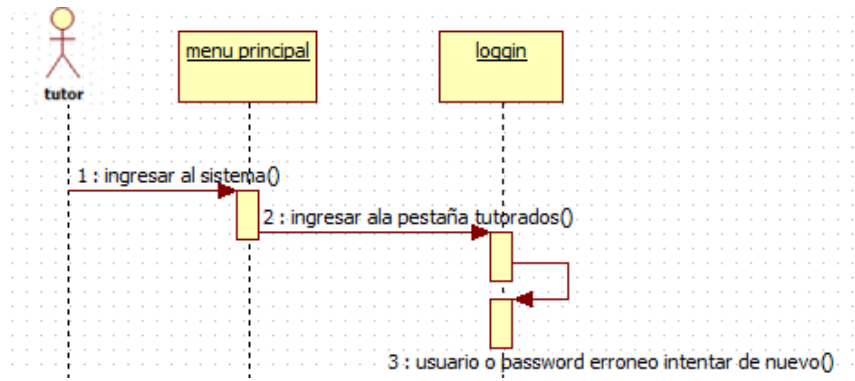 menu principal
loggin
tutor
1 : ingresar al sistema()
2 : ingresar ala pestaña tutorados()
3 : usuario o password erroneo intentar de nuevo()